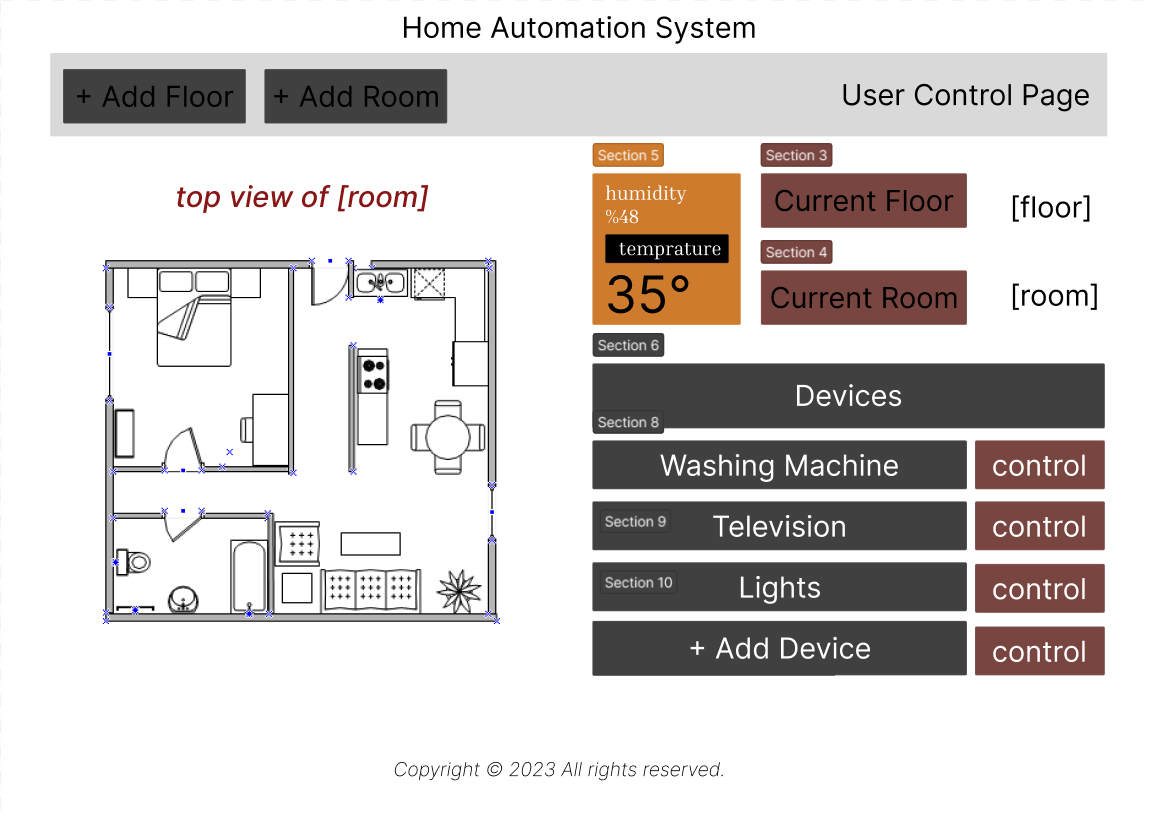 Home Automation System
+ Add Floor
+ Add Room
User Control Page
top view of [room]
Section 5
humidity
%48
temprature
35°
Section 3
Current Floor
[floor]
Section 4
Current Room
[room]
Section 6
Devices
Section 8
Washing Machine
control
Section 9
Television
control
Section 10
Lights
control
+ Add Device
control
Copyright © 2023 All rights reserved.